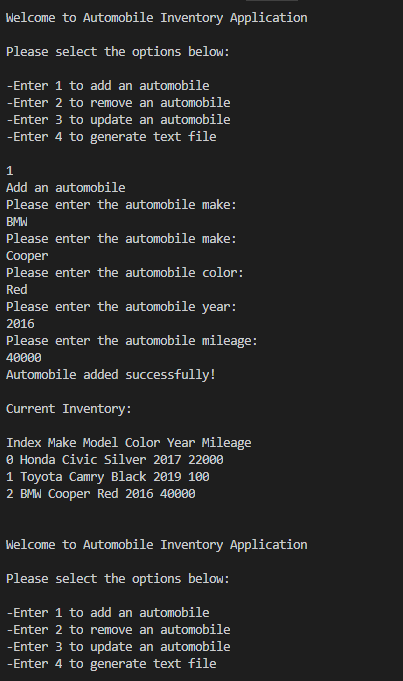 Welcome to Automobile Inventory Application
Please select the options below:
-Enter 1 to add an automobile
-Enter 2 to remove an automobile
-Enter 3 to update an automobile
-Enter 4 to generate text file
1
Add an automobile
Please enter the automobile make:
BMW
Please enter the automobile make:
Cooper
Please enter the automobile color:
Red
Please enter the automobile year:
2016
Please enter the automobile mileage:
40000
Automobile added successfully!
Current Inventory:
Index Make Model Color Year Mileage
0 Honda Civic Silver 2017 22000
1 Toyota Camry Black 2019 100
2 BMW Cooper Red 2016 40000
Welcome to Automobile Inventory Application
Please select the options below:
-Enter 1 to add an automobile
-Enter 2 to remove an automobile
-Enter 3 to update an automobile
-Enter 4 to generate text file